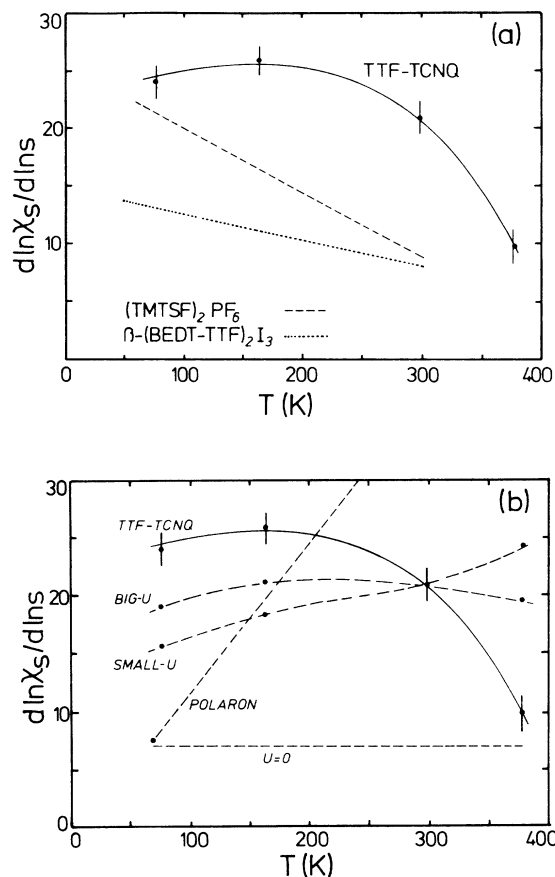 (a)
30
20
10
0
dlnχs/dlns
TTF-TCNQ
(TMTSF)₂ PF₆
β-(BEDT-TTF)₂ I₃
0 100 200 300 400
T (K)
(b)
30
20
10
0
dlnχs/dlns
TTF-TCNQ
BIG-U
SMALL-U
POLARON
U=0
0 100 200 300 400
T (K)